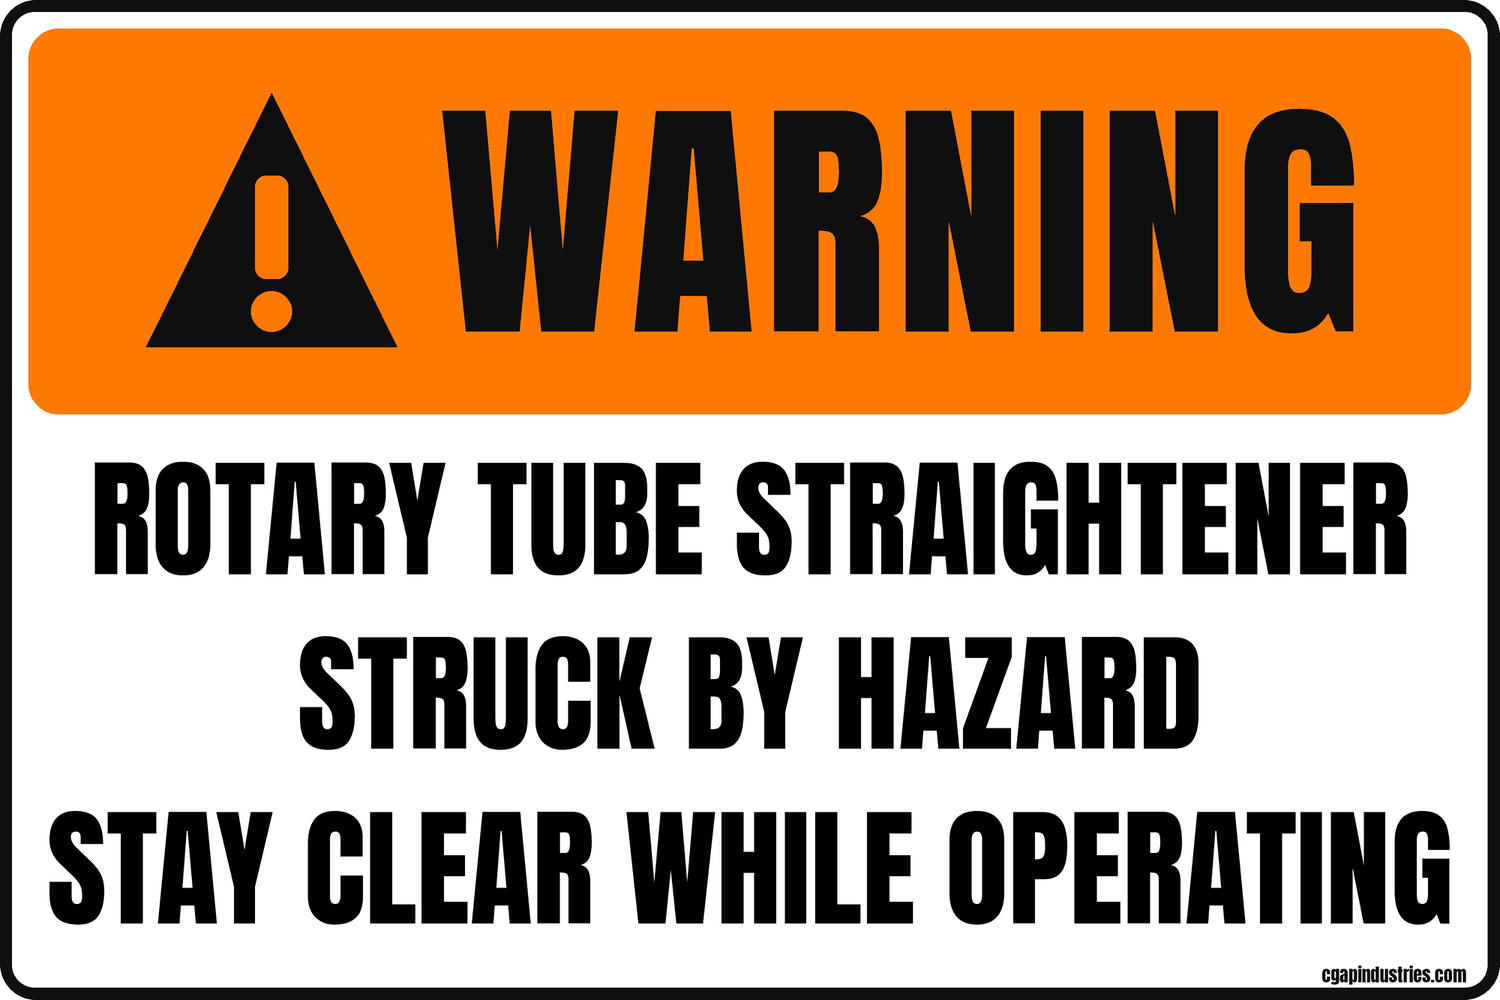 WARNING
ROTARY TUBE STRAIGHTENER
STRUCK BY HAZARD
STAY CLEAR WHILE OPERATING
cgapindustries.com